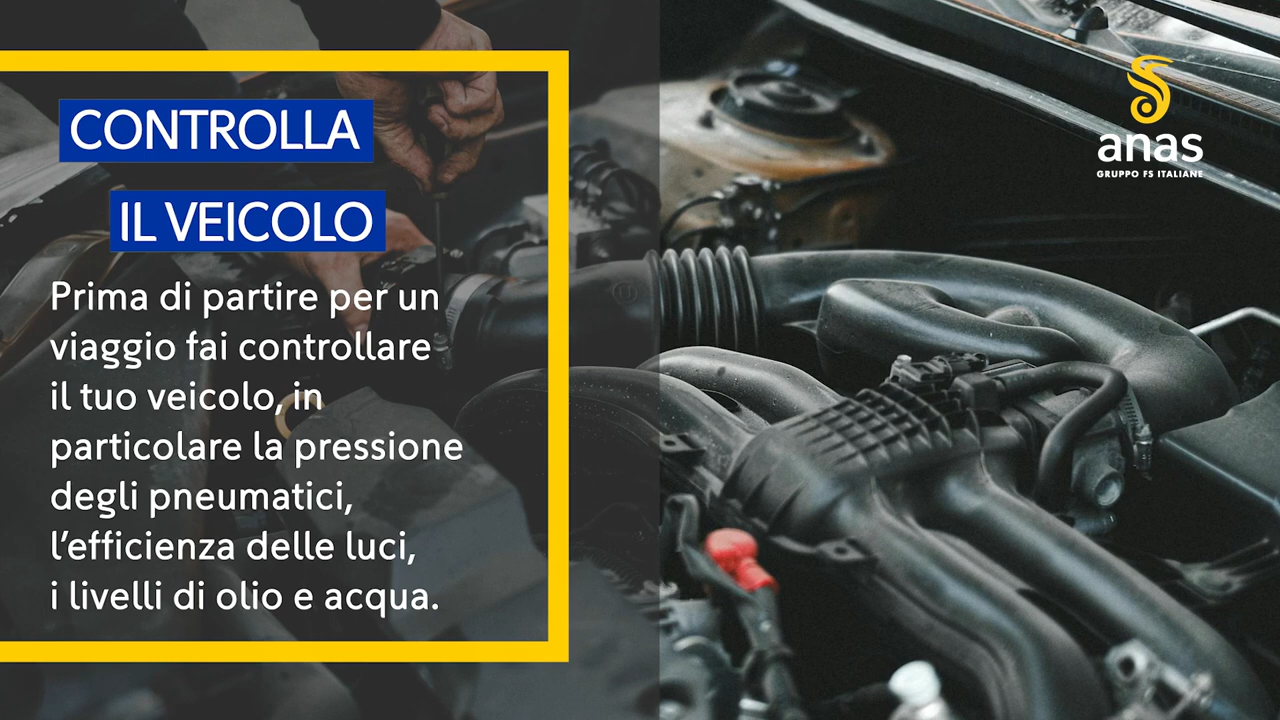 CONTROLLA
IL VEICOLO
Prima di partire per un
viaggio fai controllare
il tuo veicolo, in
particolare la pressione
degli pneumatici,
l’efficienza delle luci,
i livelli di olio e acqua.
anas
GRUPPO FS ITALIANE